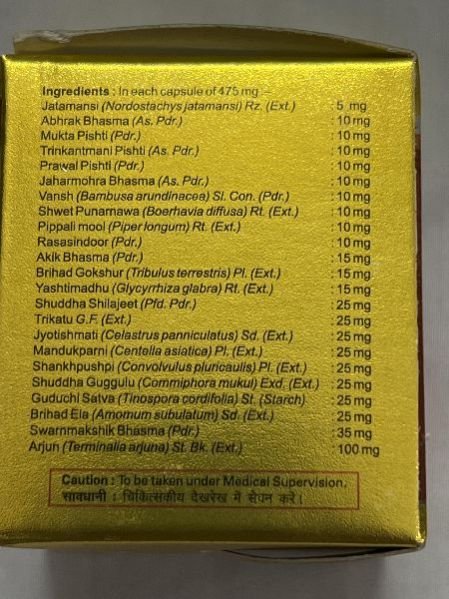 Ingredients : In each capsule of 475 mg –
Jatamansi (Nordostachys jatamansi) Rz. (Ext.) : 5 mg
Abhrak Bhasma (As. Pdr.) : 10 mg
Mukta Pishti (Pdr.) : 10 mg
Trinkantmani Pishti (As. Pdr.) : 10 mg
Prawal Pishti (Pdr.) : 10 mg
Jaharmohra Bhasma (As. Pdr.) : 10 mg
Vansh (Bambusa arundinacea) Sl. Con. (Pdr.) : 10 mg
Shwet Punarnawa (Boerhavia diffusa) Rt. (Ext.) : 10 mg
Pippali mool (Piper longum) Rt. (Ext.) : 10 mg
Rasasindoor (Pdr.) : 10 mg
Akik Bhasma (Pdr.) : 15 mg
Brihad Gokshur (Tribulus terrestris) Pl. (Ext.) : 15 mg
Yashtimadhu (Glycyrrhiza glabra) Rt. (Ext.) : 15 mg
Shuddha Shilajeet (Pfd. Pdr.) : 25 mg
Trikatu G.F. (Ext.) : 25 mg
Jyotishmati (Celastrus panniculatus) Sd. (Ext.) : 25 mg
Mandukparni (Centella asiatica) Pl. (Ext.) : 25 mg
Shankhpushpi (Convolvulus pluricaulis) Pl. (Ext.) : 25 mg
Shuddha Guggulu (Commiphora mukul) Exd. (Ext.) : 25 mg
Guduchi Satva (Tinospora cordifolia) St. (Starch) : 25 mg
Brihad Ela (Amomum subulatum) Sd. (Ext.) : 25 mg
Swarnmakshik Bhasma (Pdr.) : 35 mg
Arjun (Terminalia arjuna) St. Bk. (Ext.) : 100 mg
Caution : To be taken under Medical Supervision.
सावधानी : चिकित्सकीय देखरेख में सेवन करें।